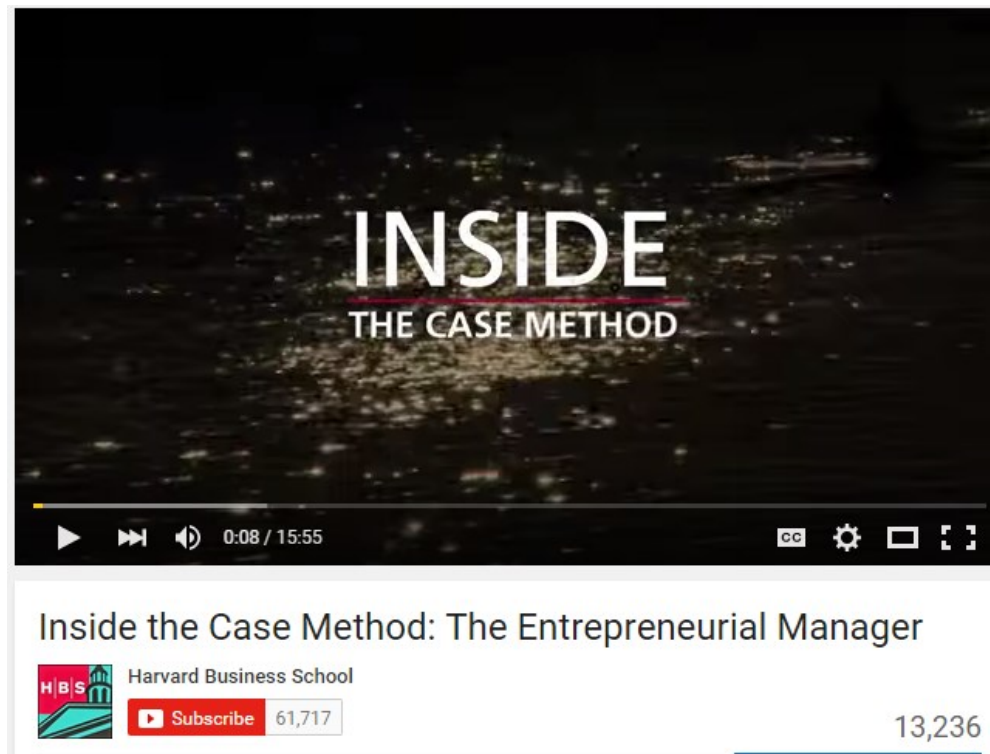 INSIDE
THE CASE METHOD
0:08 / 15:55
CC
Inside the Case Method: The Entrepreneurial Manager
H|B|S
Harvard Business School
Subscribe 61,717
13,236